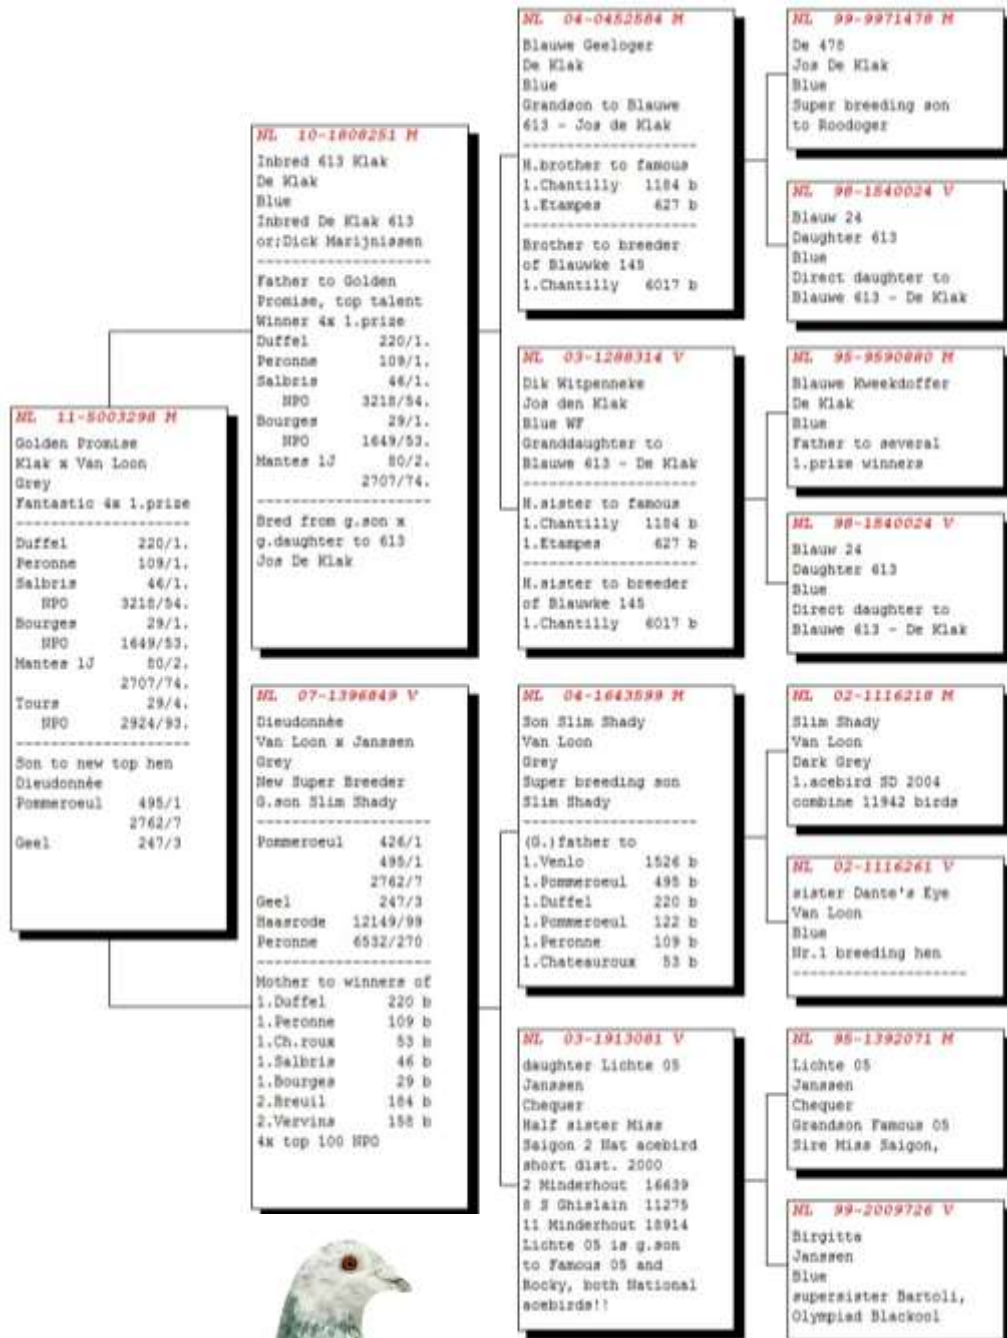 NL 11-5003298 M
Golden Promise
Klak x Van Loon
Grey
Fantastic 4x 1.prize
--------------------
Duffel 220/1.
Peronne 109/1.
Salbris 46/1.
NPO 3218/54.
Bourges 29/1.
NPO 1649/53.
Mantes 1J 80/2.
2707/74.
Tours 29/4.
NPO 2924/93.
--------------------
Son to new top hen
Dieudonnée
Pommeroeul 495/1
2762/7
Geel 247/3
NL 10-1808251 M
Inbred 613 Klak
De Klak
Blue
Inbred De Klak 613
or;Dick Marijnissen
--------------------
Father to Golden
Promise, top talent
Winner 4x 1.prize
Duffel 220/1.
Peronne 109/1.
Salbris 46/1.
NPO 3218/54.
Bourges 29/1.
NPO 1649/53.
Mantes 1J 80/2.
2707/74.
--------------------
Bred from g.son x
g.daughter to 613
Jos De Klak
NL 07-1396849 V
Dieudonnée
Van Loon x Janssen
Grey
New Super Breeder
G.son Slim Shady
--------------------
Pommeroeul 426/1
495/1
2762/7
Geel 247/3
Haasrode 12149/99
Peronne 6532/270
--------------------
Mother to winners of
1.Duffel 220 b
1.Peronne 109 b
1.Ch.roux 53 b
1.Salbris 46 b
1.Bourges 29 b
2.Breuil 184 b
2.Vervins 158 b
4x top 100 NPO
NL 04-0452584 M
Blauwe Geeloger
De Klak
Blue
Grandson to Blauwe
613 - Jos de Klak
--------------------
H.brother to famous
1.Chantilly 1184 b
1.Etampes 627 b
--------------------
Brother to breeder
of Blauwke 145
1.Chantilly 6017 b
NL 03-1288314 V
Dik Witpenneke
Jos den Klak
Blue WF
Granddaughter to
Blauwe 613 - De Klak
--------------------
H.sister to famous
1.Chantilly 1184 b
1.Etampes 627 b
--------------------
H.sister to breeder
of Blauwke 145
1.Chantilly 6017 b
NL 04-1643599 M
Son Slim Shady
Van Loon
Grey
Super breeding son
Slim Shady
--------------------
(G.)father to
1.Venlo 1526 b
1.Pommeroeul 495 b
1.Duffel 220 b
1.Pommeroeul 122 b
1.Peronne 109 b
1.Chateauroux 53 b
NL 03-1913081 V
daughter Lichte 05
Janssen
Chequer
Half sister Miss
Saigon 2 Nat acebird
short dist. 2000
2 Minderhout 16639
8 S Ghislain 11275
11 Minderhout 18914
Lichte 05 is g.son
to Famous 05 and
Rocky, both National
acebirds!!
NL 99-9971478 M
De 478
Jos De Klak
Blue
Super breeding son
to Roodoger
NL 98-1840024 V
Blauw 24
Daughter 613
Blue
Direct daughter to
Blauwe 613 - De Klak
NL 95-9590880 M
Blauwe Kweekdoffer
De Klak
Blue
Father to several
1.prize winners
NL 98-1840024 V
Blauw 24
Daughter 613
Blue
Direct daughter to
Blauwe 613 - De Klak
NL 02-1116218 M
Slim Shady
Van Loon
Dark Grey
1.acebird SD 2004
combine 11942 birds
NL 02-1116261 V
sister Dante's Eye
Van Loon
Blue
Nr.1 breeding hen
--------------------
NL 95-1392071 M
Lichte 05
Janssen
Chequer
Grandson Famous 05
Sire Miss Saigon,
NL 99-2009726 V
Birgitta
Janssen
Blue
supersister Bartoli,
Olympiad Blackool